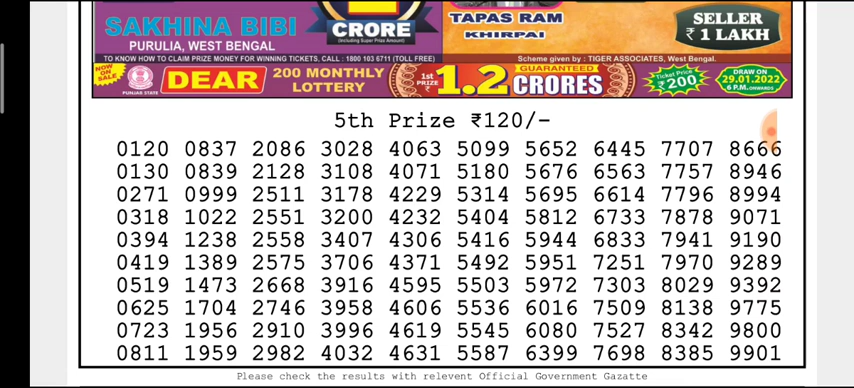 SAKHINA BIBI
PURULIA, WEST BENGAL
CRORE
(Including Super Prize Amount)
TAPAS RAM
KHIRPAI
SELLER
₹ 1 LAKH
TO KNOW HOW TO CLAIM PRIZE MONEY FOR WINNING TICKETS, CALL : 1800 103 6711 (TOLL FREE)
Scheme given by : TIGER ASSOCIATES, West Bengal.
NOW ON SALE
PUNJAB STATE
DEAR
200 MONTHLY
LOTTERY
1st PRIZE ₹
1.2
GUARANTEED
CRORES
Ticket Price
₹200
DRAW ON
29.01.2022
6 P.M. ONWARDS
5th Prize ₹120/-
0120 0837 2086 3028 4063 5099 5652 6445 7707 8666
0130 0839 2128 3108 4071 5180 5676 6563 7757 8946
0271 0999 2511 3178 4229 5314 5695 6614 7796 8994
0318 1022 2551 3200 4232 5404 5812 6733 7878 9071
0394 1238 2558 3407 4306 5416 5944 6833 7941 9190
0419 1389 2575 3706 4371 5492 5951 7251 7970 9289
0519 1473 2668 3916 4595 5503 5972 7303 8029 9392
0625 1704 2746 3958 4606 5536 6016 7509 8138 9775
0723 1956 2910 3996 4619 5545 6080 7527 8342 9800
0811 1959 2982 4032 4631 5587 6399 7698 8385 9901
Please check the results with relevent Official Government Gazatte